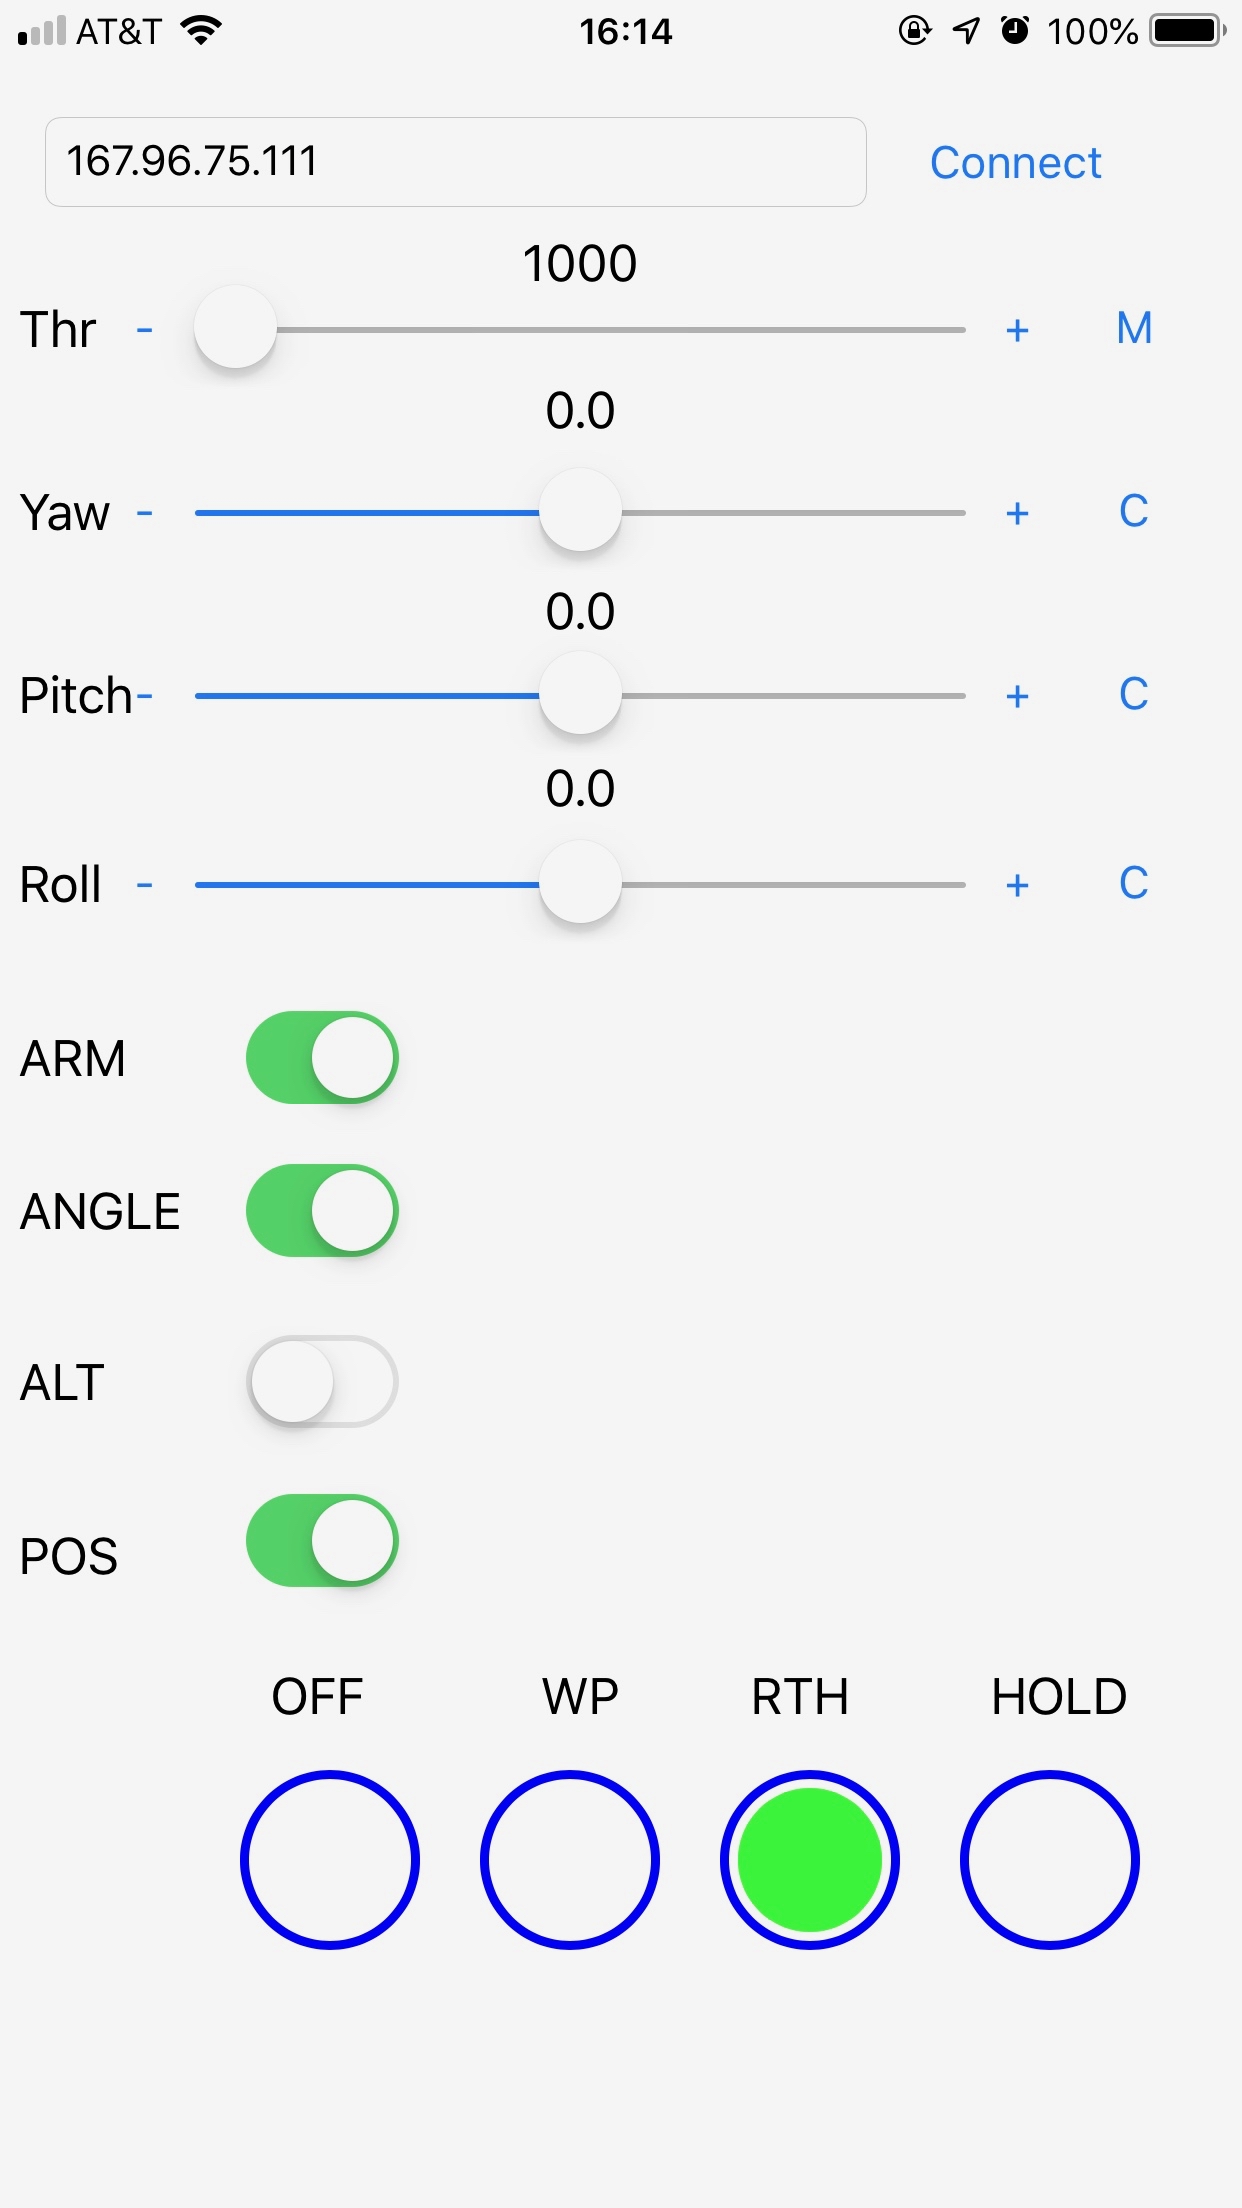 AT&T 16:14 100%
167.96.75.111 Connect
1000
Thr - + M
0.0
Yaw - + C
0.0
Pitch - + C
0.0
Roll - + C
ARM
ANGLE
ALT
POS
OFF WP RTH HOLD